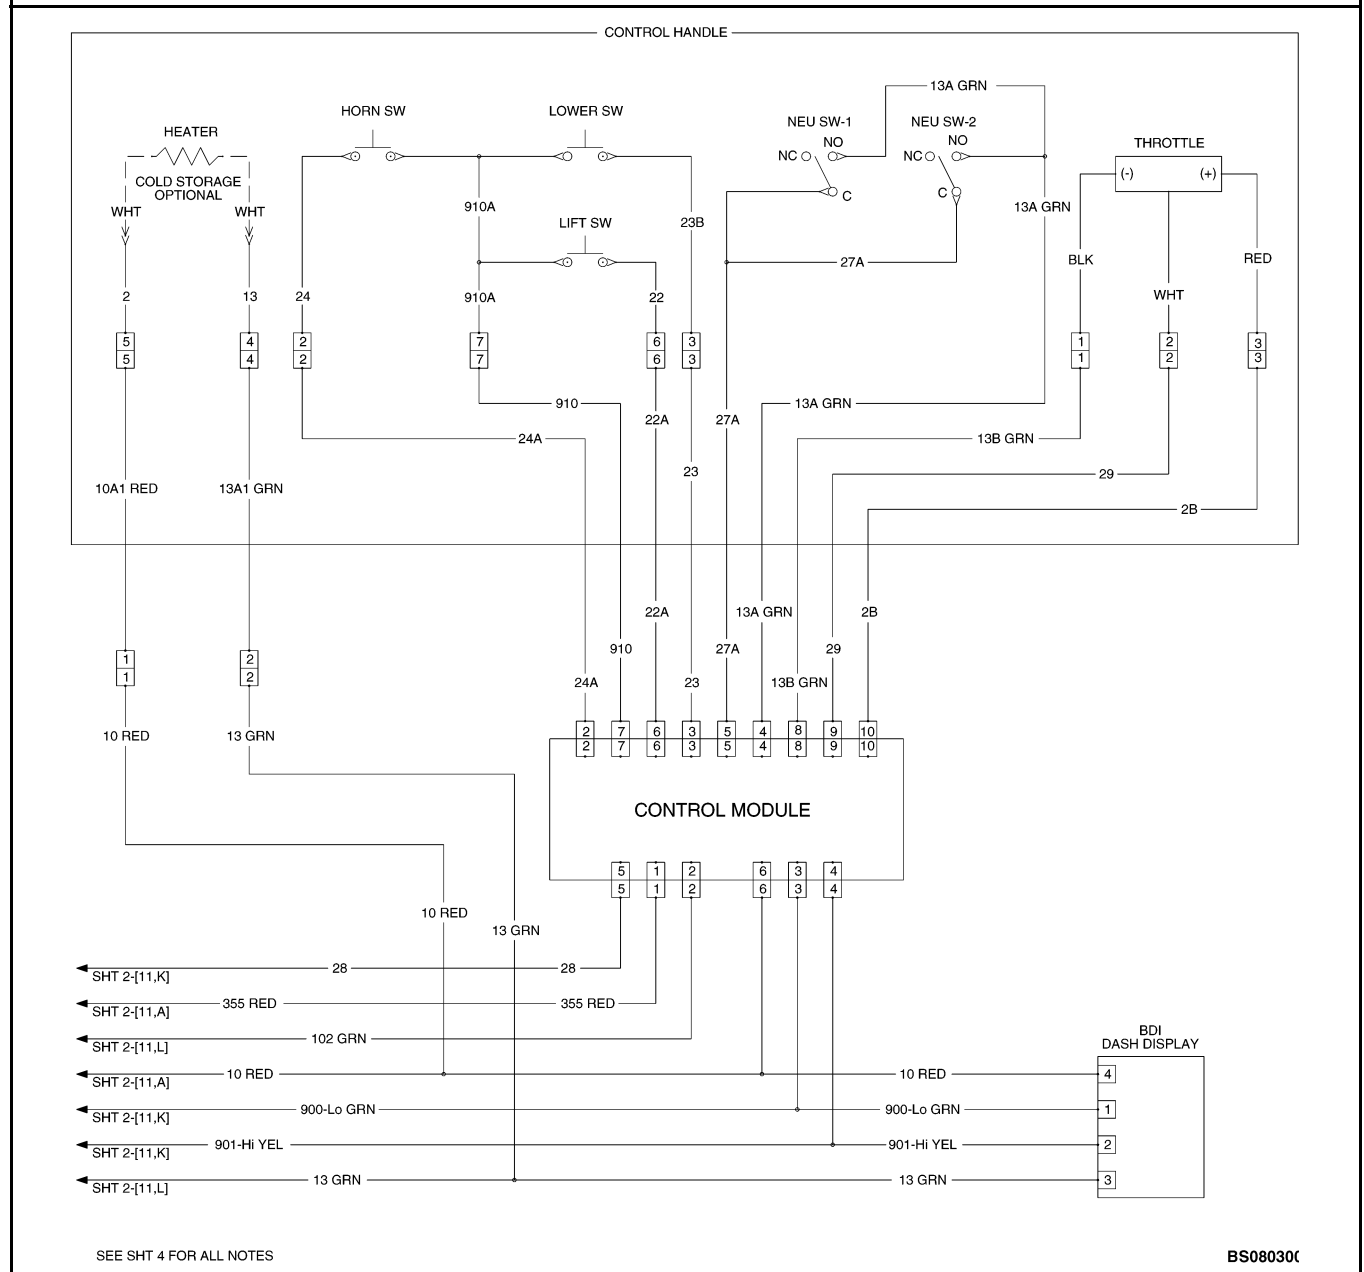 CONTROL HANDLE
13A GRN
HORN SW
LOWER SW
NEU SW-1
NEU SW-2
HEATER
NO
NO
THROTTLE
NC
NC
(-)
(+)
COLD STORAGE
OPTIONAL
C
C
WHT
WHT
910A
13A GRN
23B
LIFT SW
27A
BLK
RED
2
13
24
910A
22
WHT
5
4
2
7
6
3
1
2
3
5
4
2
7
6
3
1
2
3
910
13A GRN
22A
27A
24A
13B GRN
23
29
10A1 RED
13A1 GRN
2B
22A
13A GRN
2B
910
27A
29
1
2
1
2
24A
23
13B GRN
10 RED
13 GRN
2
7
6
3
5
4
8
9
10
2
7
6
3
5
4
8
9
10
CONTROL MODULE
5
1
2
6
3
4
5
1
2
6
3
4
10 RED
13 GRN
28
28
SHT 2-[11,K]
355 RED
355 RED
SHT 2-[11,A]
102 GRN
SHT 2-[11,L]
BDI
DASH DISPLAY
10 RED
10 RED
4
SHT 2-[11,A]
900-Lo GRN
900-Lo GRN
1
SHT 2-[11,K]
901-Hi YEL
901-Hi YEL
2
SHT 2-[11,K]
13 GRN
13 GRN
3
SHT 2-[11,L]
SEE SHT 4 FOR ALL NOTES
BS080300